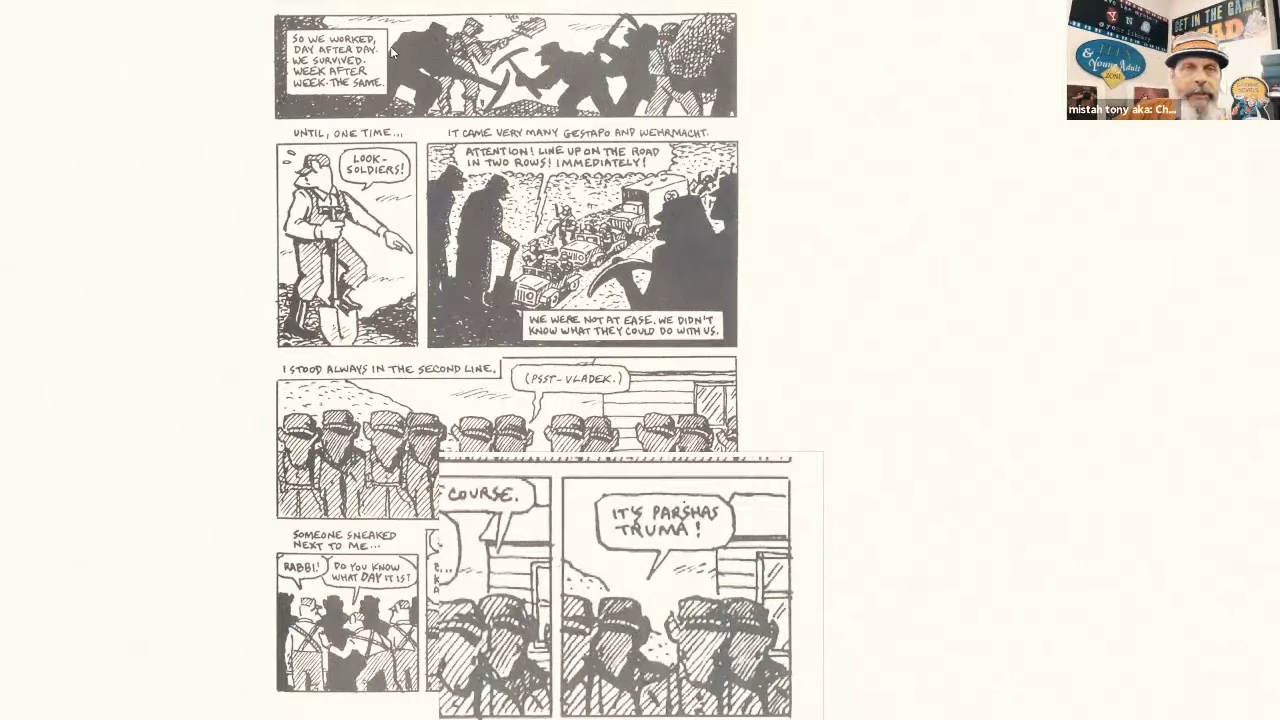 SO WE WORKED,
DAY AFTER DAY.
WE SURVIVED.
WEEK AFTER
WEEK. THE SAME.
UNTIL, ONE TIME...
LOOK-
SOLDIERS!
IT CAME VERY MANY GESTAPO AND WEHRMACHT.
ATTENTION! LINE UP ON THE ROAD
IN TWO ROWS! IMMEDIATELY!
WE WERE NOT AT EASE. WE DIDN'T
KNOW WHAT THEY COULD DO WITH US.
I STOOD ALWAYS IN THE SECOND LINE.
(PSST-VLADEK.)
SOMEONE SNEAKED
NEXT TO ME...
RABBI!
DO YOU KNOW
WHAT DAY IT IS?
COURSE.
IT'S PARSHAS
TRUMA!
Y N
your library
GET IN THE GAME
READ
& Young Adult
ZONE
mistah tony aka: Ch...